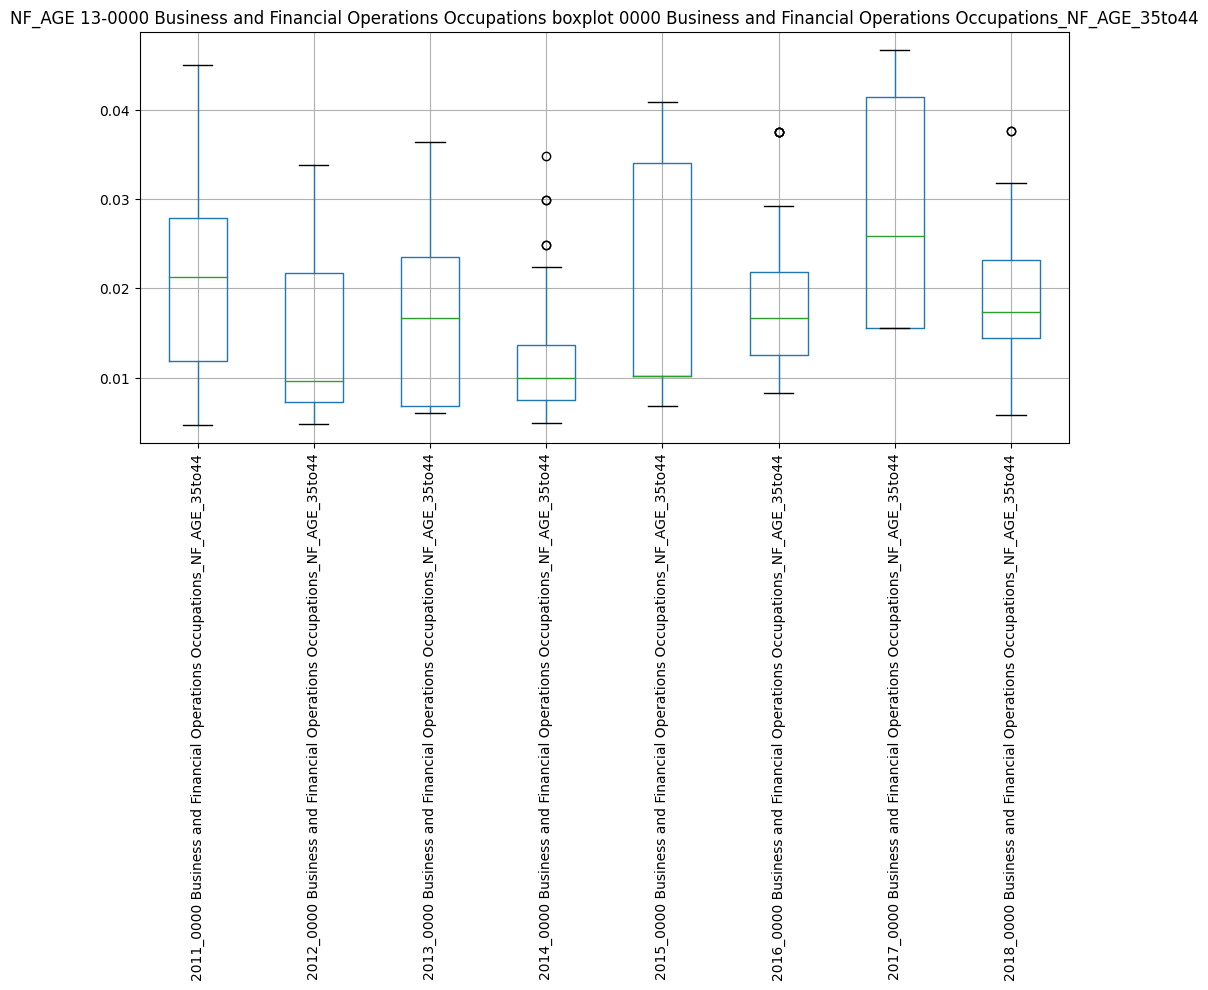 NF_AGE 13-0000 Business and Financial Operations Occupations boxplot 0000 Business and Financial Operations Occupations_NF_AGE_35to44
0.04
0.03
0.02
0.01
2011_0000 Business and Financial Operations Occupations_NF_AGE_35to44
2012_0000 Business and Financial Operations Occupations_NF_AGE_35to44
2013_0000 Business and Financial Operations Occupations_NF_AGE_35to44
2014_0000 Business and Financial Operations Occupations_NF_AGE_35to44
2015_0000 Business and Financial Operations Occupations_NF_AGE_35to44
2016_0000 Business and Financial Operations Occupations_NF_AGE_35to44
2017_0000 Business and Financial Operations Occupations_NF_AGE_35to44
2018_0000 Business and Financial Operations Occupations_NF_AGE_35to44